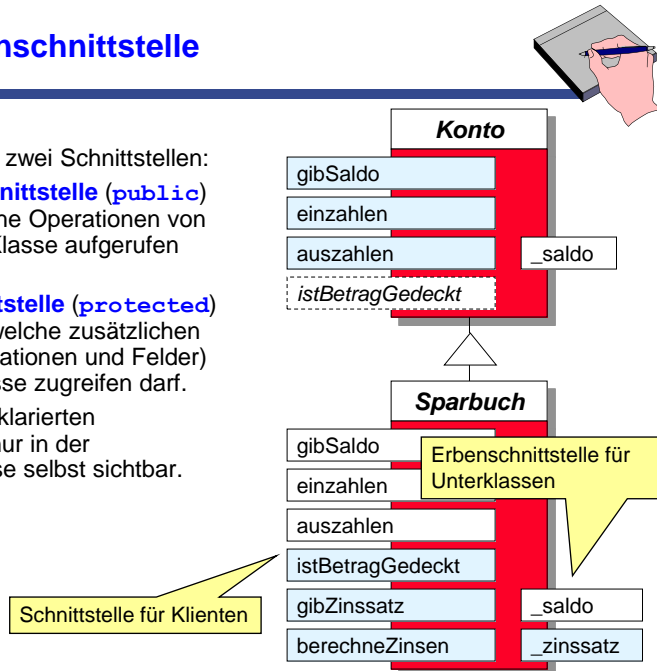 nschnittstelle
zwei Schnittstellen:
nittstelle (public)
ne Operationen von
Klasse aufgerufen
tstelle (protected)
welche zusätzlichen
ationen und Felder)
sse zugreifen darf.
klarierten
nur in der
se selbst sichtbar.
Konto
gibSaldo
einzahlen
auszahlen
_saldo
istBetragGedeckt
Sparbuch
gibSaldo
Erbenschnittstelle für
Unterklassen
einzahlen
auszahlen
istBetragGedeckt
Schnittstelle für Klienten
gibZinssatz
_saldo
berechneZinsen
_zinssatz